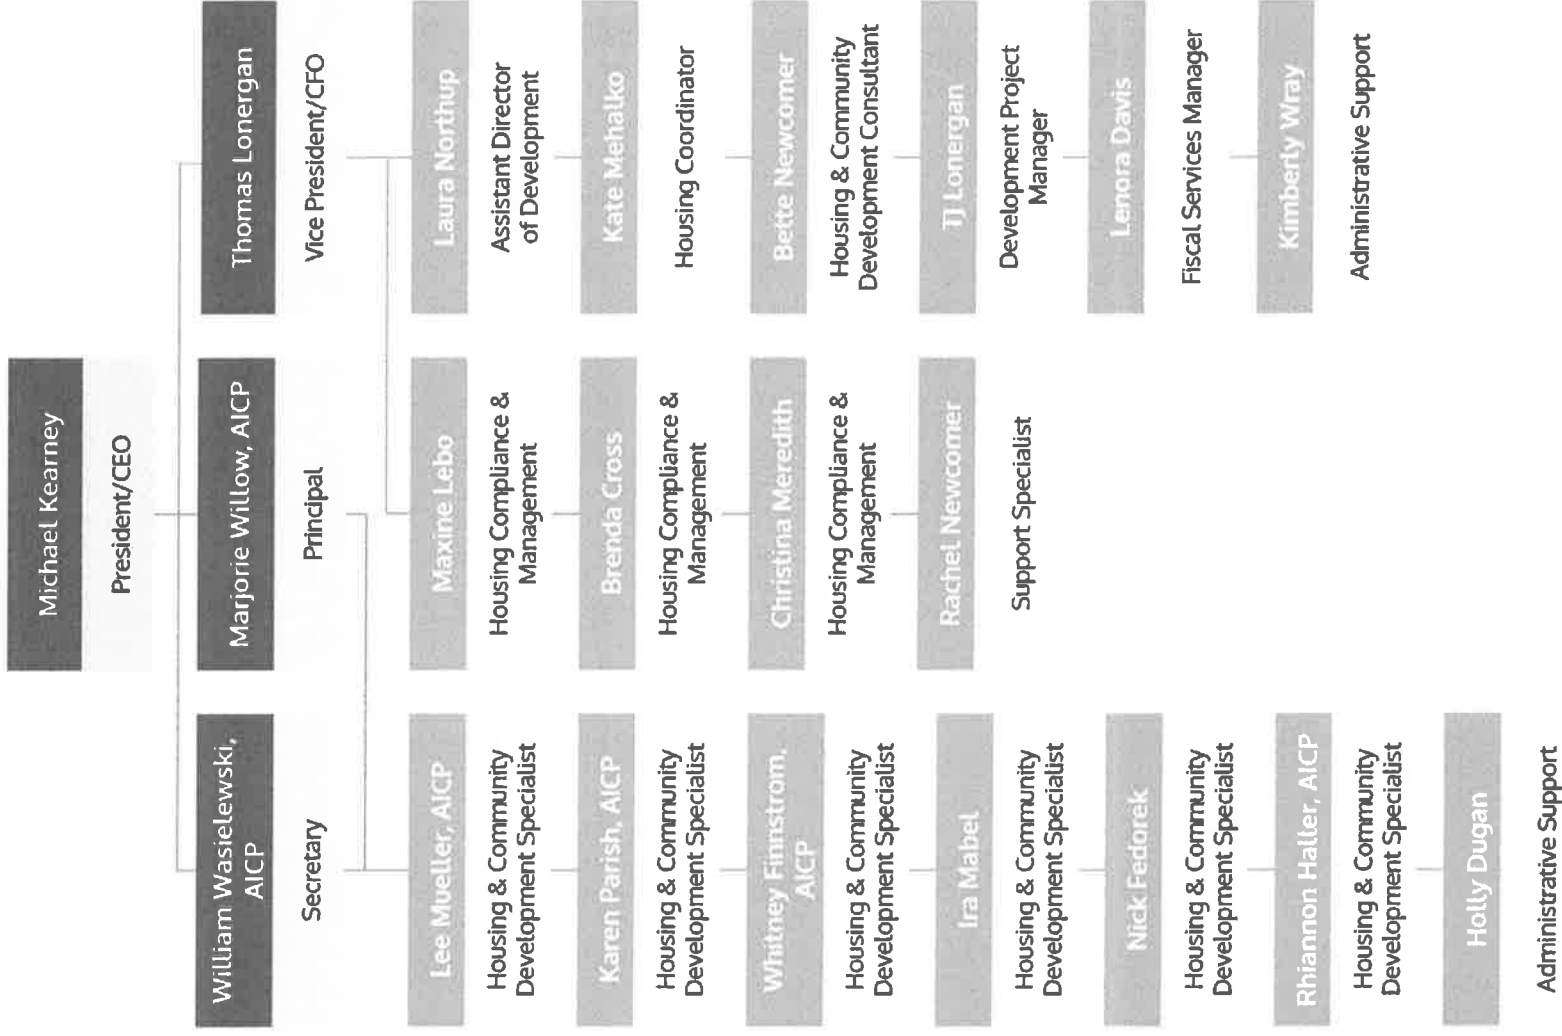 Michael Kearney
President/CEO
William Wasielewski,
AICP
Secretary
Marjorie Willow, AICP
Principal
Thomas Lonergan
Vice President/CFO
Lee Mueller, AICP
Housing & Community
Development Specialist
Karen Parish, AICP
Housing & Community
Development Specialist
Whitney Finnstrom,
AICP
Housing & Community
Development Specialist
Ira Mabel
Housing & Community
Development Specialist
Nick Fedorek
Housing & Community
Development Specialist
Rhiannon Haller, AICP
Housing & Community
Development Specialist
Holly Dugan
Administrative Support
Maxine Lebo
Housing Compliance &
Management
Brenda Cross
Housing Compliance &
Management
Christina Meredith
Housing Compliance &
Management
Rachel Newcomer
Support Specialist
Laura Northup
Assistant Director
of Development
Kate Mehalko
Housing Coordinator
Bette Newcomer
Housing & Community
Development Consultant
TJ Lonergan
Development Project
Manager
Lenora Davis
Fiscal Services Manager
Kimberly Wray
Administrative Support